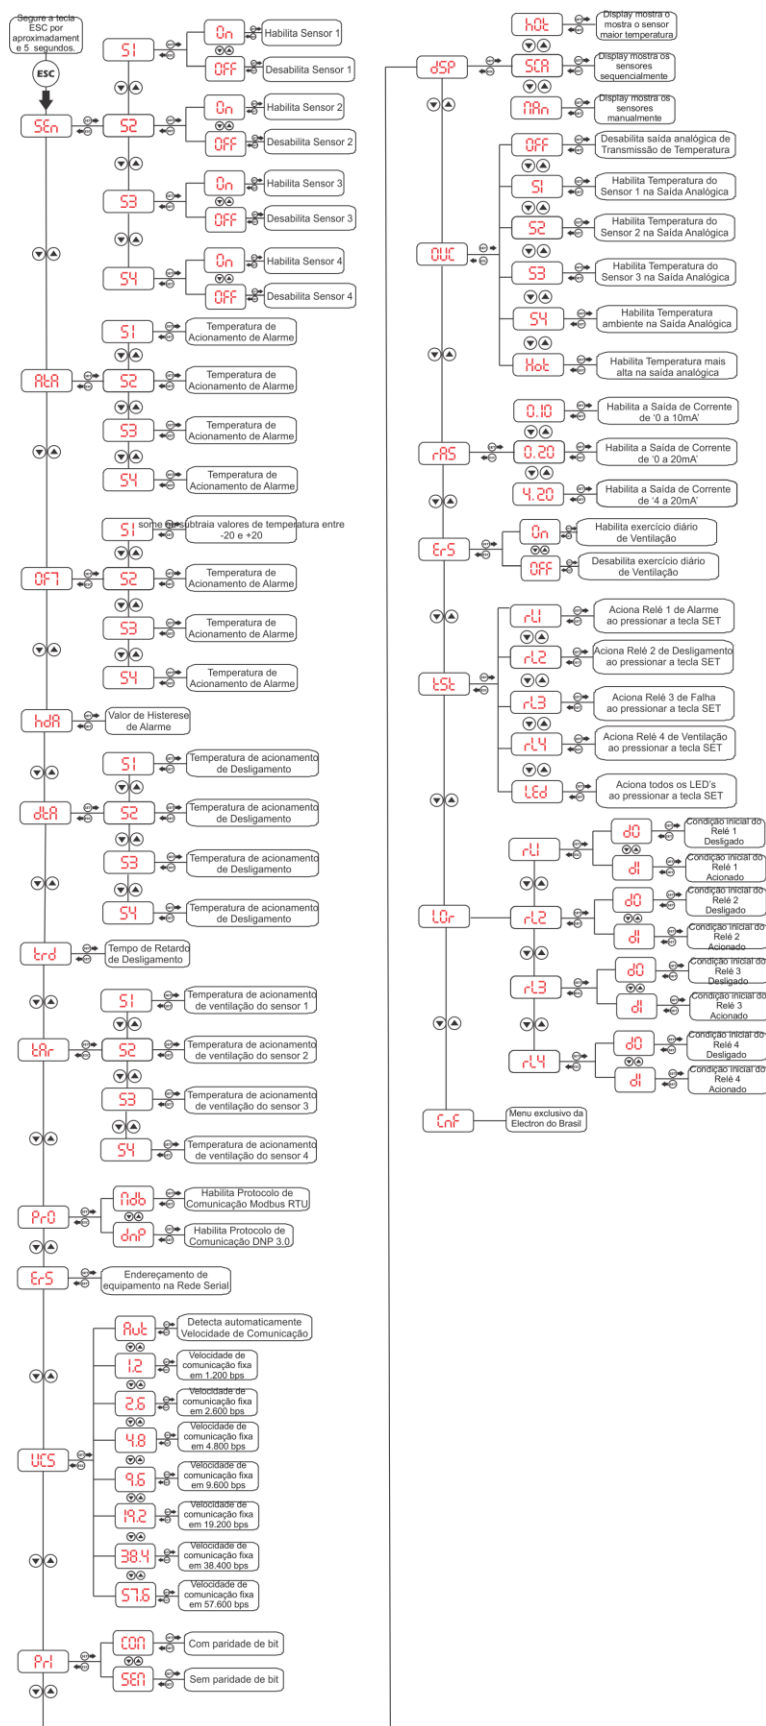 Segure a tecla
ESC por
aproximadament
e 5 segundos.
ESC
SEn
S1
On
Habilita Sensor 1
OFF
Desabilita Sensor 1
S2
On
Habilita Sensor 2
OFF
Desabilita Sensor 2
S3
On
Habilita Sensor 3
OFF
Desabilita Sensor 3
S4
On
Habilita Sensor 4
OFF
Desabilita Sensor 4
AtA
S1
Temperatura de
Acionamento de Alarme
S2
Temperatura de
Acionamento de Alarme
S3
Temperatura de
Acionamento de Alarme
S4
Temperatura de
Acionamento de Alarme
OF7
S1
some ou subtraia valores de temperatura entre
-20 e +20
S2
Temperatura de
Acionamento de Alarme
S3
Temperatura de
Acionamento de Alarme
S4
Temperatura de
Acionamento de Alarme
hdA
Valor de Histerese
de Alarme
dtA
S1
Temperatura de acionamento
de Desligamento
S2
Temperatura de acionamento
de Desligamento
S3
Temperatura de acionamento
de Desligamento
S4
Temperatura de acionamento
de Desligamento
trd
Tempo de Retardo
de Desligamento
tAr
S1
Temperatura de acionamento
de ventilação do sensor 1
S2
Temperatura de acionamento
de ventilação do sensor 2
S3
Temperatura de acionamento
de ventilação do sensor 3
S4
Temperatura de acionamento
de ventilação do sensor 4
PrO
Mdb
Habilita Protocolo de
Comunicação Modbus RTU
dnP
Habilita Protocolo de
Comunicação DNP 3.0
ErS
Endereçamento de
equipamento na Rede Serial
UCS
Aut
Detecta automaticamente
Velocidade de Comunicação
1.2
Velocidade de
comunicação fixa
em 1.200 bps
2.6
Velocidade de
comunicação fixa
em 2.600 bps
4.8
Velocidade de
comunicação fixa
em 4.800 bps
9.6
Velocidade de
comunicação fixa
em 9.600 bps
19.2
Velocidade de
comunicação fixa
em 19.200 bps
38.4
Velocidade de
comunicação fixa
em 38.400 bps
57.6
Velocidade de
comunicação fixa
em 57.600 bps
PrI
COM
Com paridade de bit
SEM
Sem paridade de bit
dSP
hOt
Display mostra o
mostra o sensor
maior temperatura
SCA
Display mostra os
sensores
sequencialmente
MAn
Display mostra os
sensores
manualmente
OUC
OFF
Desabilita saída analógica de
Transmissão de Temperatura
S1
Habilita Temperatura do
Sensor 1 na Saída Analógica
S2
Habilita Temperatura do
Sensor 2 na Saída Analógica
S3
Habilita Temperatura do
Sensor 3 na Saída Analógica
S4
Habilita Temperatura
ambiente na Saída Analógica
Hot
Habilita Temperatura mais
alta na saída analógica
rAS
0.10
Habilita a Saída de Corrente
de '0 a 10mA'
0.20
Habilita a Saída de Corrente
de '0 a 20mA'
4.20
Habilita a Saída de Corrente
de '4 a 20mA'
ErS
On
Habilita exercício diário
de Ventilação
OFF
Desabilita exercício diário
de Ventilação
tSt
rL1
Aciona Relé 1 de Alarme
ao pressionar a tecla SET
rL2
Aciona Relé 2 de Desligamento
ao pressionar a tecla SET
rL3
Aciona Relé 3 de Falha
ao pressionar a tecla SET
rL4
Aciona Relé 4 de Ventilação
ao pressionar a tecla SET
LEd
Aciona todos os LED's
ao pressionar a tecla SET
LOr
rL1
dO
Condição inicial do
Relé 1
Desligado
dI
Condição inicial do
Relé 1
Acionado
rL2
dO
Condição inicial do
Relé 2
Desligado
dI
Condição inicial do
Relé 2
Acionado
rL3
dO
Condição inicial do
Relé 3
Desligado
dI
Condição inicial do
Relé 3
Acionado
rL4
dO
Condição inicial do
Relé 4
Desligado
dI
Condição inicial do
Relé 4
Acionado
CnF
Menu exclusivo da
Electron do Brasil